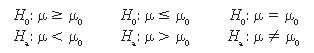 H₀: μ ≥ μ₀ H₀: μ ≤ μ₀ H₀: μ = μ₀
Hₐ: μ < μ₀ Hₐ: μ > μ₀ Hₐ: μ ≠ μ₀